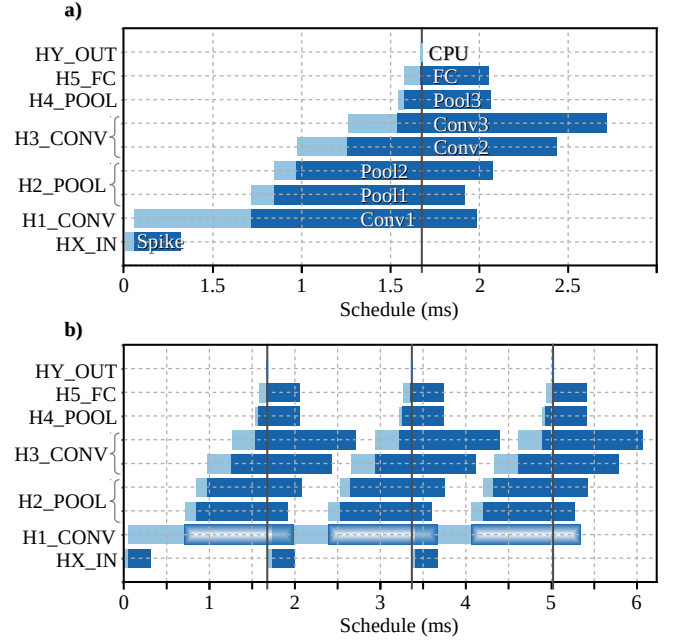 a)
HY_OUT
CPU
H5_FC
FC
H4_POOL
Pool3
Conv3
H3_CONV
Conv2
Pool2
H2_POOL
Pool1
H1_CONV
Conv1
HX_IN
Spike
0 1.5 1 1.5 2 2.5
Schedule (ms)
b)
HY_OUT
H5_FC
H4_POOL
H3_CONV
H2_POOL
H1_CONV
HX_IN
0 1 2 3 4 5 6
Schedule (ms)